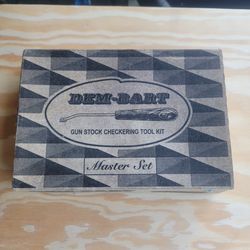 DEM-BART
GUN STOCK CHECKERING TOOL KIT
Master Set